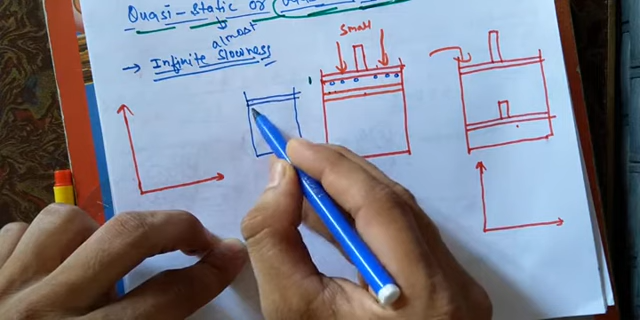 Quasi-static or
almost
→ Infinite slowness
small